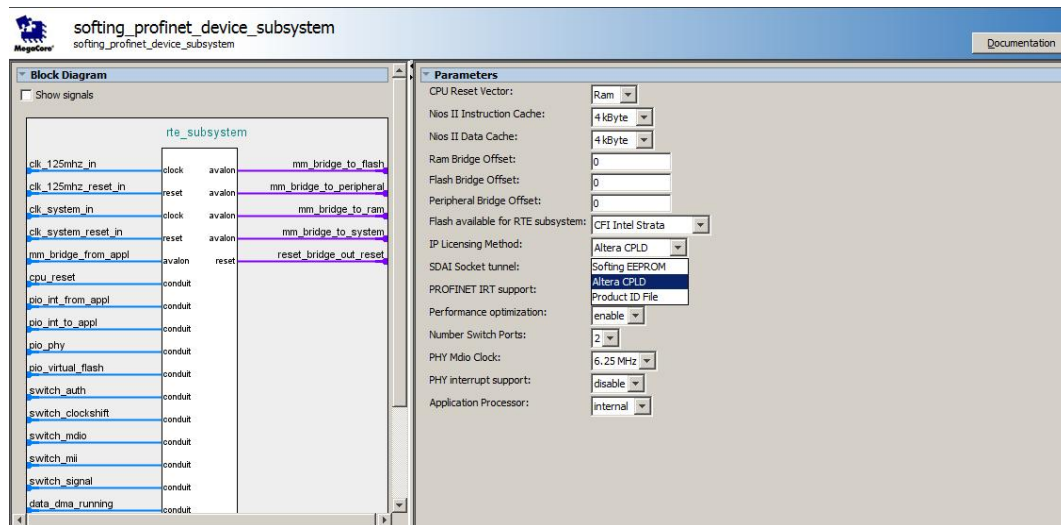 softing_profinet_device_subsystem
softing_profinet_device_subsystem
MegaCore®
Documentation
Block Diagram
Show signals
rte_subsystem
clk_125mhz_in clock avalon mm_bridge_to_flash
clk_125mhz_reset_in reset avalon mm_bridge_to_peripheral
clk_system_in clock avalon mm_bridge_to_ram
clk_system_reset_in reset avalon mm_bridge_to_system
mm_bridge_from_appl avalon reset reset_bridge_out_reset
cpu_reset conduit
pio_int_from_appl conduit
pio_int_to_appl conduit
pio_phy conduit
pio_virtual_flash conduit
switch_auth conduit
switch_clockshift conduit
switch_mdio conduit
switch_mii conduit
switch_signal conduit
data_dma_running conduit
Parameters
CPU Reset Vector: Ram
Nios II Instruction Cache: 4 kByte
Nios II Data Cache: 4 kByte
Ram Bridge Offset: 0
Flash Bridge Offset: 0
Peripheral Bridge Offset: 0
Flash available for RTE subsystem: CFI Intel Strata
IP Licensing Method: Altera CPLD
SDAI Socket tunnel: Softing EEPROM
Altera CPLD
PROFINET IRT support: Product ID File
Performance optimization: enable
Number Switch Ports: 2
PHY Mdio Clock: 6.25 MHz
PHY interrupt support: disable
Application Processor: internal